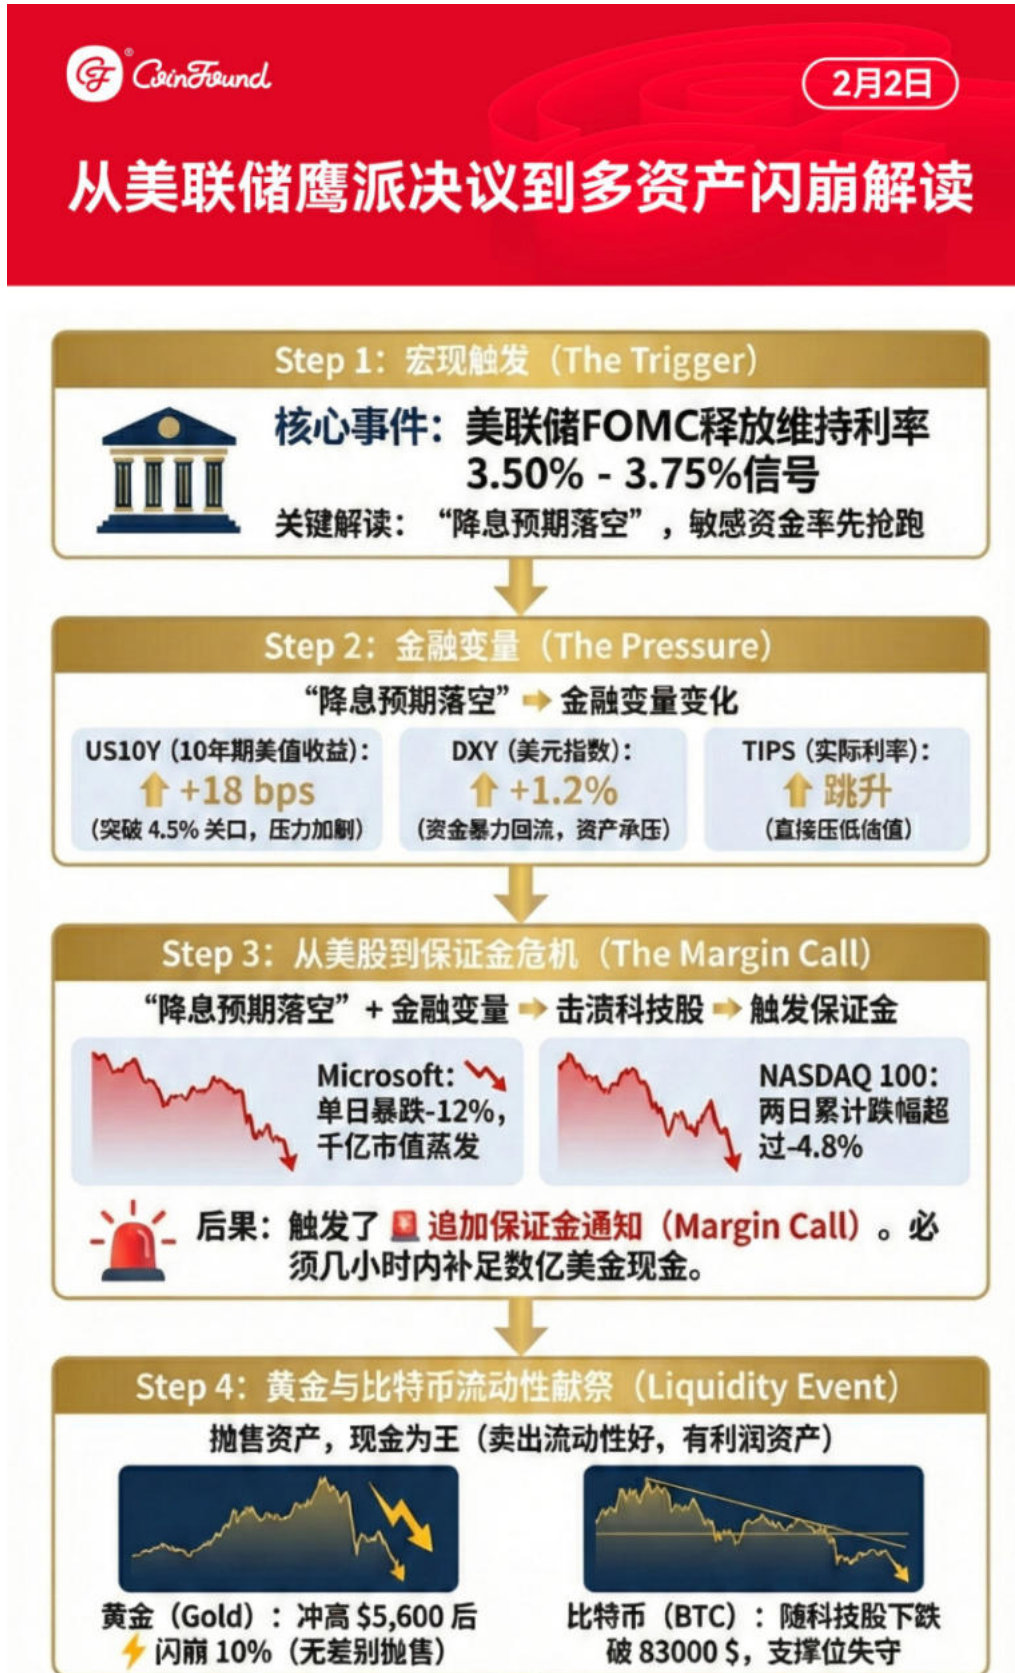 CoinFound
2月2日
从美联储鹰派决议到多资产闪崩解读
Step 1：宏现触发（The Trigger）
核心事件：美联储FOMC释放维持利率
3.50% - 3.75%信号
关键解读：“降息预期落空”，敏感资金率先抢跑
Step 2：金融变量（The Pressure）
“降息预期落空” ➡ 金融变量变化
US10Y (10年期美值收益)：
+18 bps
(突破 4.5% 关口，压力加剧)
DXY (美元指数)：
+1.2%
(资金暴力回流，资产承压)
TIPS (实际利率)：
跳升
(直接压低估值)
Step 3：从美股到保证金危机（The Margin Call）
“降息预期落空” + 金融变量 ➡ 击溃科技股 ➡ 触发保证金
Microsoft：
单日暴跌-12%，
千亿市值蒸发
NASDAQ 100：
两日累计跌幅超
过-4.8%
后果：触发了 🚨 追加保证金通知（Margin Call）。必
须几小时内补足数亿美金现金。
Step 4：黄金与比特币流动性献祭（Liquidity Event）
抛售资产，现金为王（卖出流动性好，有利润资产）
黄金（Gold）：冲高 $5,600 后
⚡ 闪崩 10%（无差别抛售）
比特币（BTC）：随科技股下跌
破 83000 $，支撑位失守